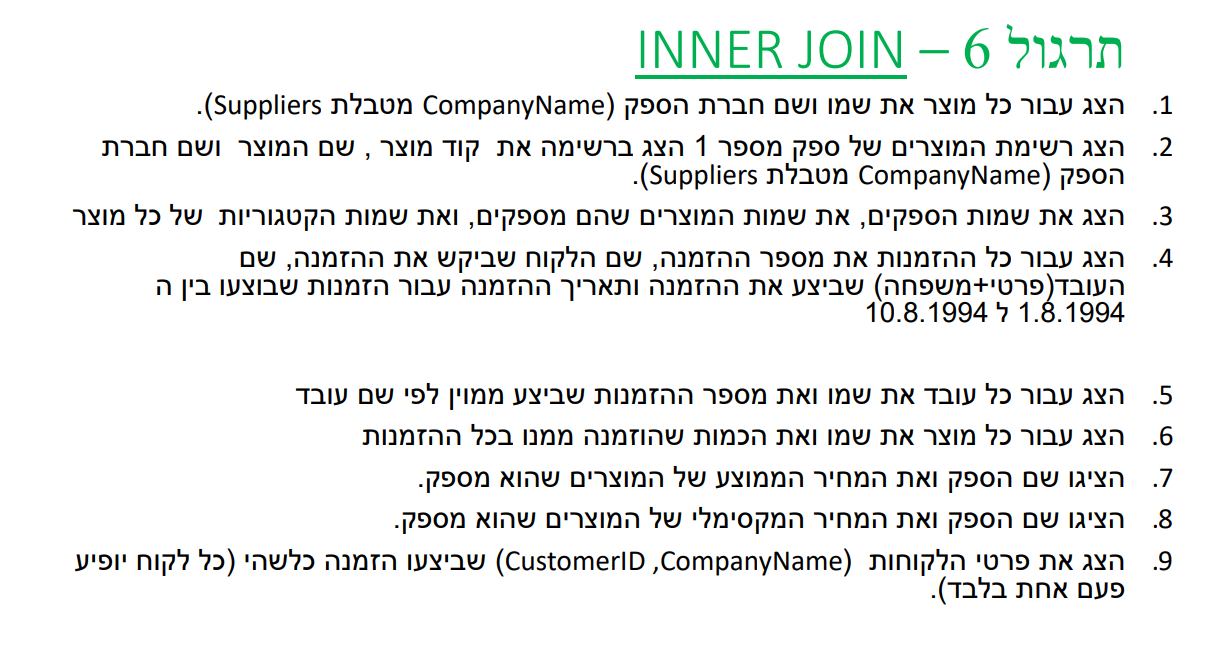 תרגול 6 – INNER JOIN
1. הצג עבור כל מוצר את שמו ושם חברת הספק (CompanyName מטבלת Suppliers).
2. הצג רשימת המוצרים של ספק מספר 1 הצג ברשימה את קוד מוצר , שם המוצר ושם חברת
הספק (CompanyName מטבלת Suppliers).
3. הצג את שמות הספקים, את שמות המוצרים שהם מספקים, ואת שמות הקטגוריות של כל מוצר
4. הצג עבור כל ההזמנות את מספר ההזמנה, שם הלקוח שביקש את ההזמנה, שם
העובד(פרטי+משפחה) שביצע את ההזמנה ותאריך ההזמנה עבור הזמנות שבוצעו בין ה
1.8.1994 ל 10.8.1994
5. הצג עבור כל עובד את שמו ואת מספר ההזמנות שביצע ממוין לפי שם עובד
6. הצג עבור כל מוצר את שמו ואת הכמות שהוזמנה ממנו בכל ההזמנות
7. הציגו שם הספק ואת המחיר הממוצע של המוצרים שהוא מספק.
8. הציגו שם הספק ואת המחיר המקסימלי של המוצרים שהוא מספק.
9. הצג את פרטי הלקוחות (CustomerID ,CompanyName) שביצעו הזמנה כלשהי (כל לקוח יופיע
פעם אחת בלבד).